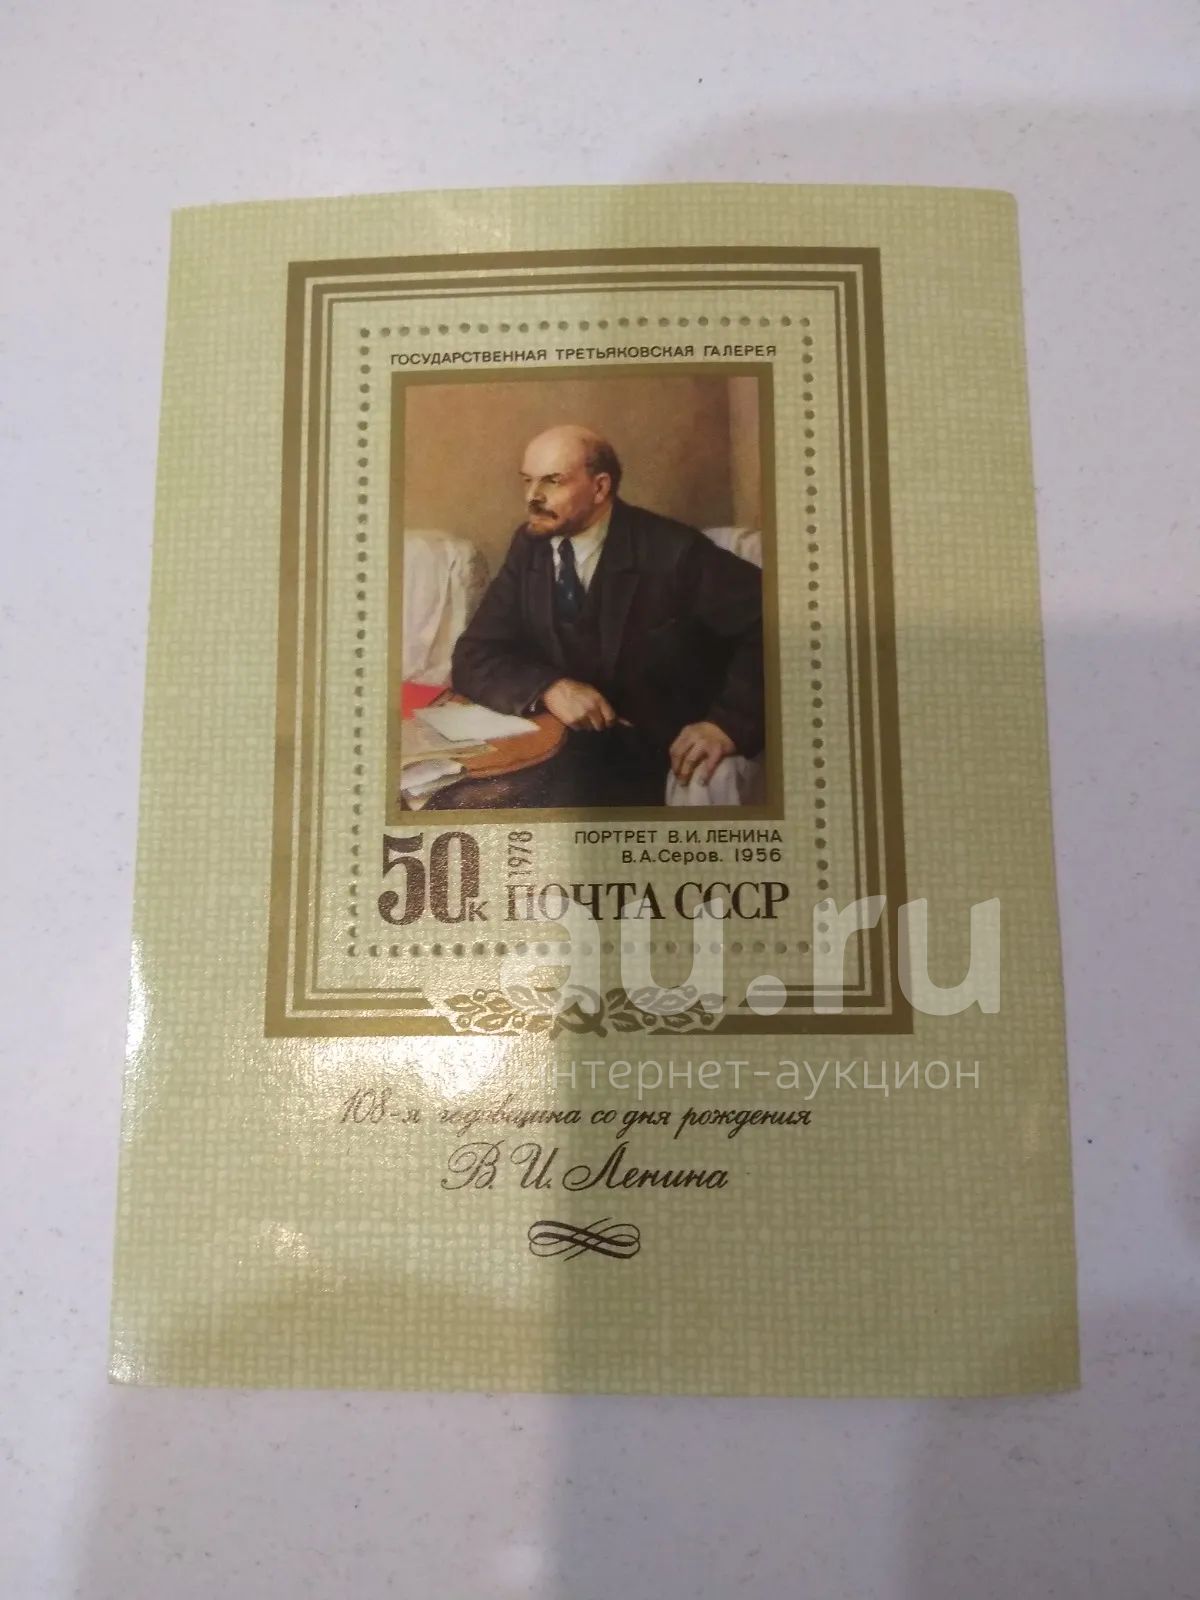 ГОСУДАРСТВЕННАЯ ТРЕТЬЯКОВСКАЯ ГАЛЕРЕЯ
50к
1978
ПОРТРЕТ В.И.ЛЕНИНА
В.А.Серов. 1956
ПОЧТА СССР
au.ru
интернет-аукцион
108-я годовщина со дня рождения
В. И. Ленина